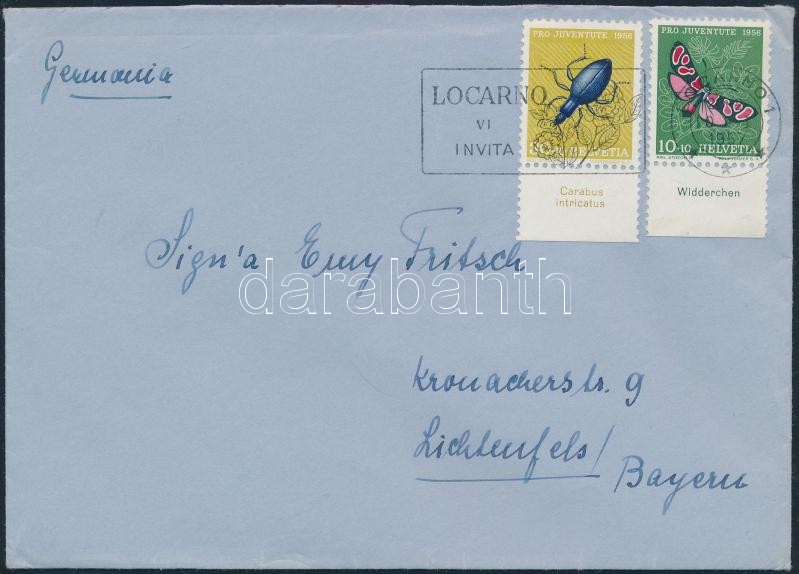 PRO JUVENTUTE 1956
PRO JUVENTUTE 1956
Germania
LOCARNO
VI
INVITA
HELVETIA
10+10 HELVETIA
Carabus
intricatus
Widderchen
Sign'a Emy Fritsch
darabanth
Kronacherstr. 9
Lichtenfels/
Bayern